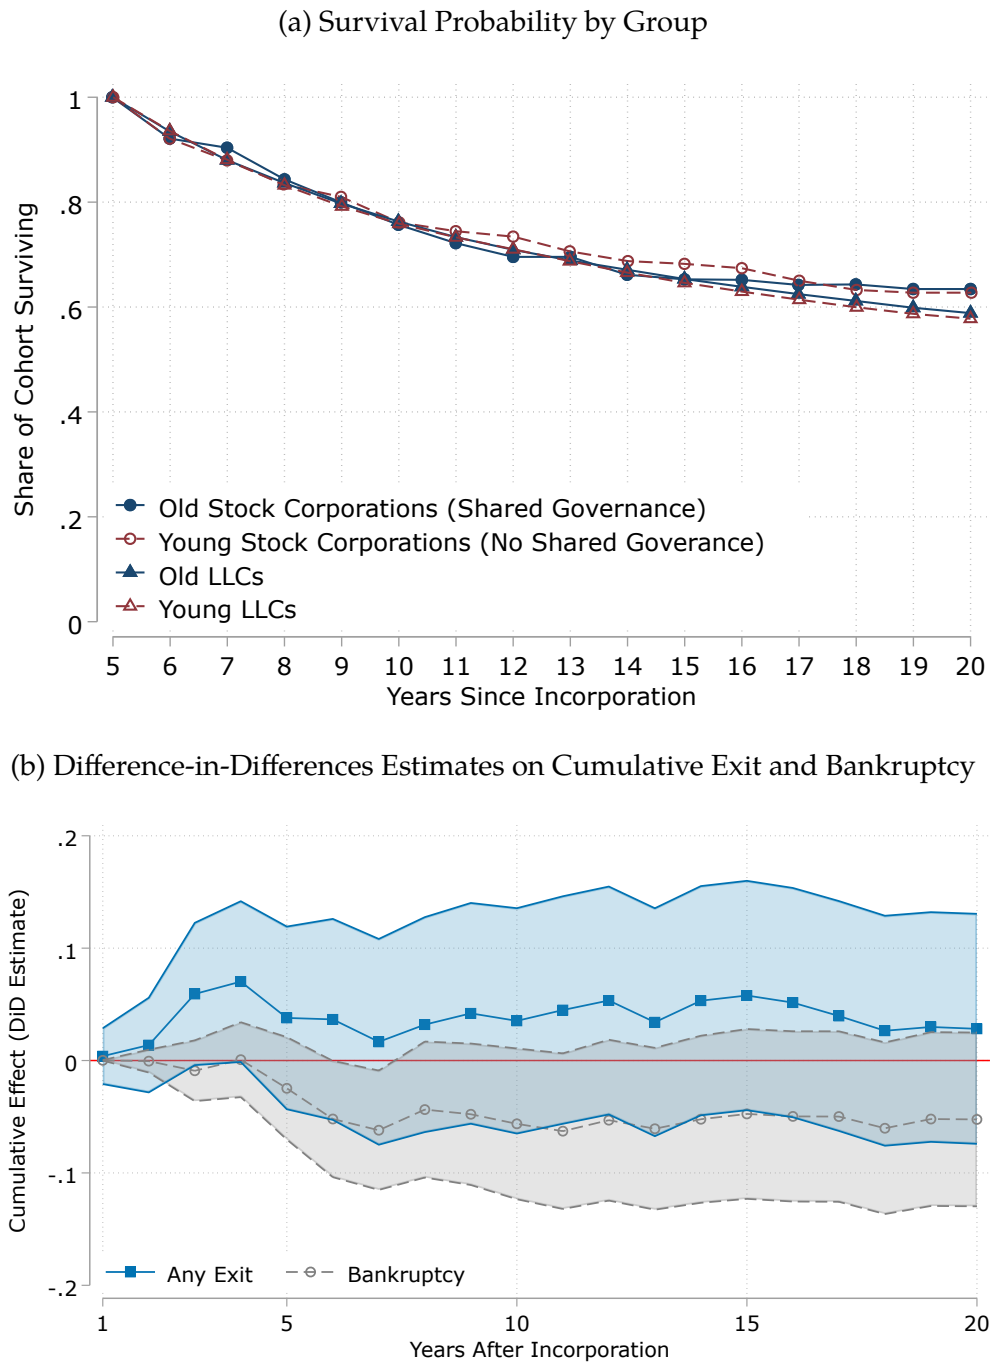 (a) Survival Probability by Group
1
.8
.6
.4
.2
0
Share of Cohort Surviving
Old Stock Corporations (Shared Governance)
Young Stock Corporations (No Shared Goverance)
Old LLCs
Young LLCs
5 6 7 8 9 10 11 12 13 14 15 16 17 18 19 20
Years Since Incorporation
(b) Difference-in-Differences Estimates on Cumulative Exit and Bankruptcy
.2
.1
0
-.1
-.2
Cumulative Effect (DiD Estimate)
Any Exit Bankruptcy
1 5 10 15 20
Years After Incorporation